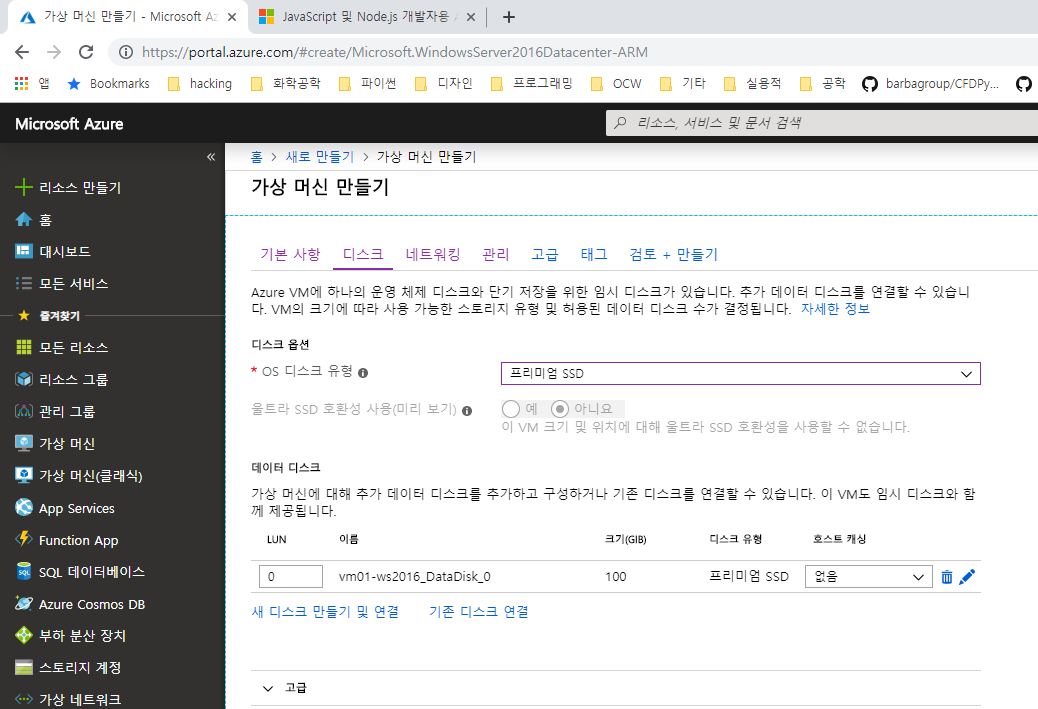 가상 머신 만들기 - Microsoft Az
JavaScript 및 Node.js 개발자용 A
https://portal.azure.com/#create/Microsoft.WindowsServer2016Datacenter-ARM
앱 Bookmarks hacking 화학공학 파이썬 디자인 프로그래밍 OCW 기타 실용적 공학 barbagroup/CFDPy...
Microsoft Azure
리소스, 서비스 및 문서 검색
«
리소스 만들기
홈
대시보드
모든 서비스
즐겨찾기
모든 리소스
리소스 그룹
관리 그룹
가상 머신
가상 머신(클래식)
App Services
Function App
SQL 데이터베이스
Azure Cosmos DB
부하 분산 장치
스토리지 계정
가상 네트워크
홈 > 새로 만들기 > 가상 머신 만들기
가상 머신 만들기
기본 사항 디스크 네트워킹 관리 고급 태그 검토 + 만들기
Azure VM에 하나의 운영 체제 디스크와 단기 저장을 위한 임시 디스크가 있습니다. 추가 데이터 디스크를 연결할 수 있습니
다. VM의 크기에 따라 사용 가능한 스토리지 유형 및 허용된 데이터 디스크 수가 결정됩니다. 자세한 정보
디스크 옵션
* OS 디스크 유형 프리미엄 SSD
울트라 SSD 호환성 사용(미리 보기) 예 아니요
이 VM 크기 및 위치에 대해 울트라 SSD 호환성을 사용할 수 없습니다.
데이터 디스크
가상 머신에 대해 추가 데이터 디스크를 추가하고 구성하거나 기존 디스크를 연결할 수 있습니다. 이 VM도 임시 디스크와 함
께 제공됩니다.
LUN 이름 크기(GIB) 디스크 유형 호스트 캐싱
0 vm01-ws2016_DataDisk_0 100 프리미엄 SSD 없음
새 디스크 만들기 및 연결 기존 디스크 연결
고급